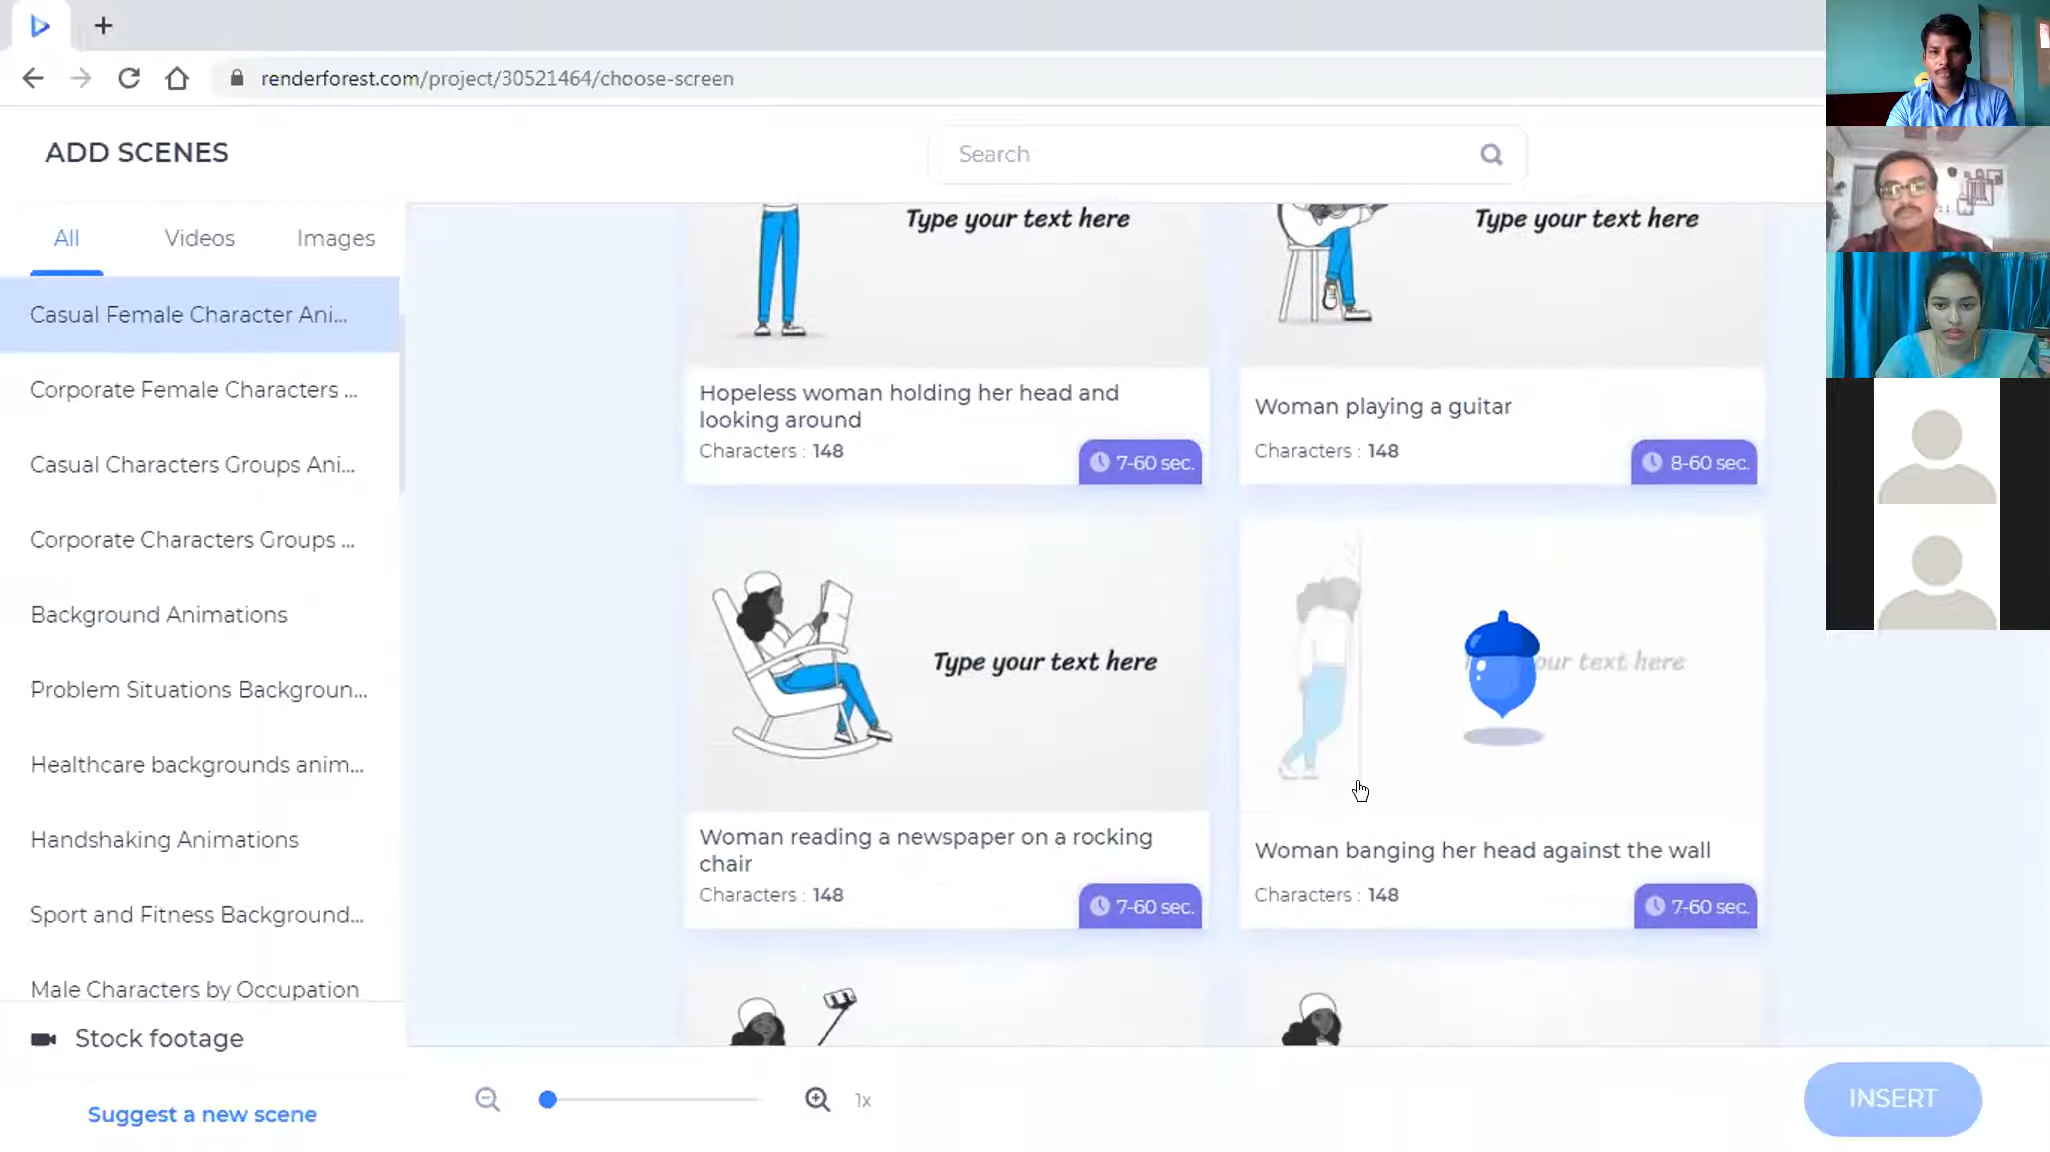 renderforest.com/project/30521464/choose-screen
ADD SCENES
Search
All
Videos
Images
Casual Female Character Ani...
Corporate Female Characters ...
Casual Characters Groups Ani...
Corporate Characters Groups ...
Background Animations
Problem Situations Backgroun...
Healthcare backgrounds anim...
Handshaking Animations
Sport and Fitness Background...
Male Characters by Occupation
Stock footage
Suggest a new scene
Type your text here
Type your text here
Hopeless woman holding her head and
looking around
Characters : 148
7-60 sec.
Woman playing a guitar
Characters : 148
8-60 sec.
Type your text here
our text here
Woman reading a newspaper on a rocking
chair
Characters : 148
7-60 sec.
Woman banging her head against the wall
Characters : 148
7-60 sec.
1x
INSERT